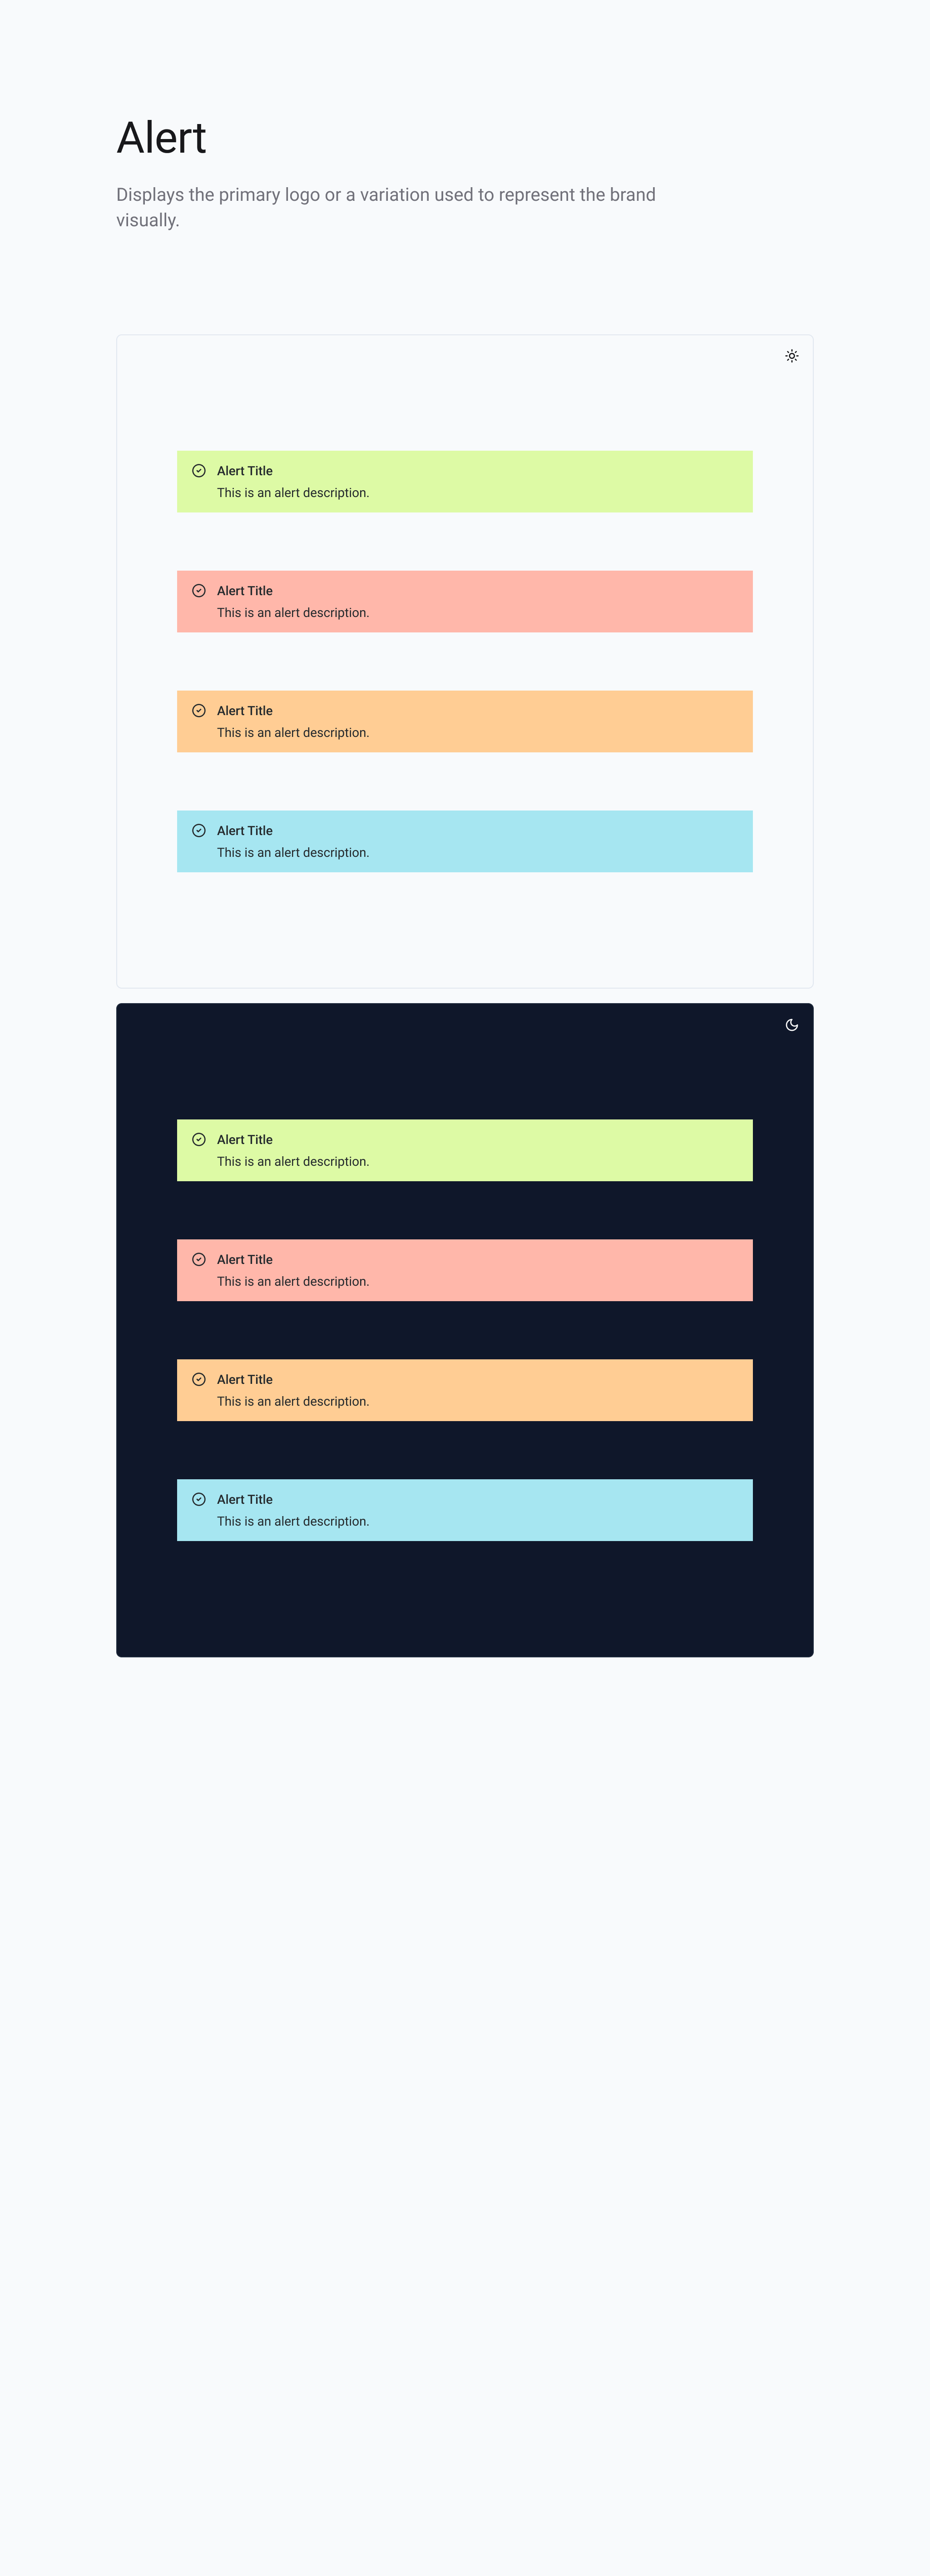 Alert
Displays the primary logo or a variation used to represent the brand
visually.
Alert Title
This is an alert description.
Alert Title
This is an alert description.
Alert Title
This is an alert description.
Alert Title
This is an alert description.
Alert Title
This is an alert description.
Alert Title
This is an alert description.
Alert Title
This is an alert description.
Alert Title
This is an alert description.